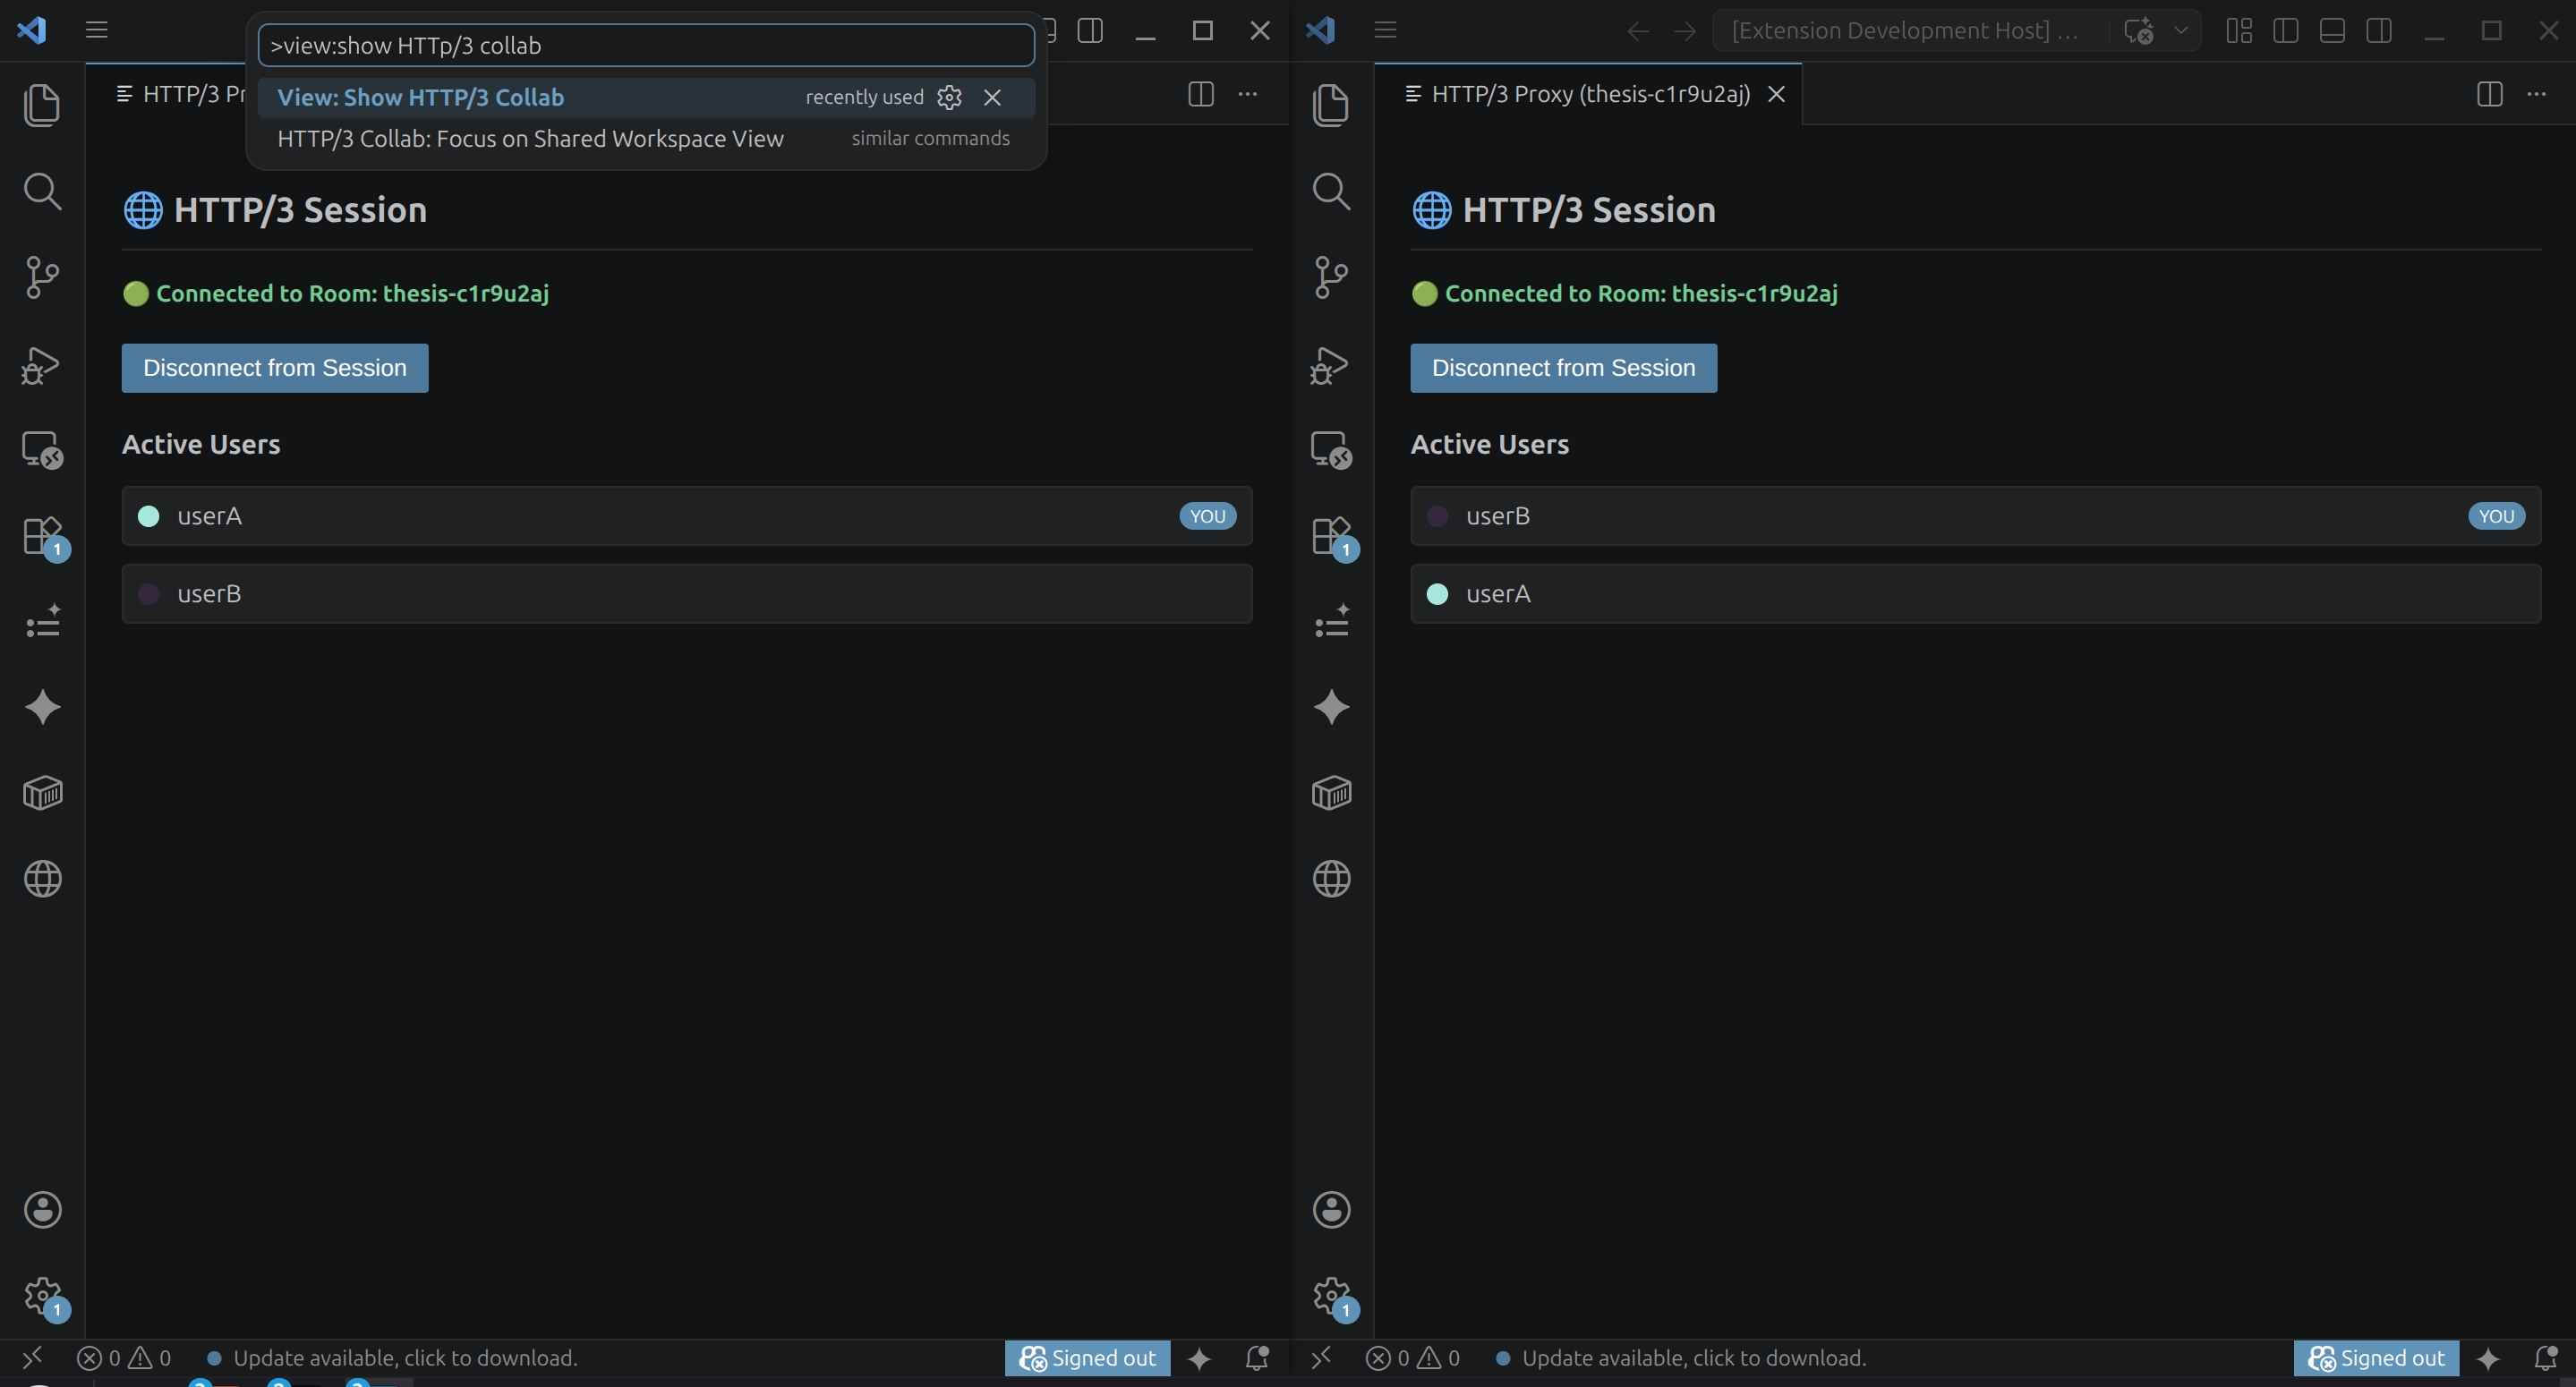 >view:show HTTp/3 collab
View: Show HTTP/3 Collab recently used
HTTP/3 Collab: Focus on Shared Workspace View similar commands
HTTP/3 Pr
HTTP/3 Session
Connected to Room: thesis-c1r9u2aj
Disconnect from Session
Active Users
userA YOU
userB
1
1
0 0 Update available, click to download. Signed out
[Extension Development Host] ...
HTTP/3 Proxy (thesis-c1r9u2aj)
HTTP/3 Session
Connected to Room: thesis-c1r9u2aj
Disconnect from Session
Active Users
userB YOU
userA
1
1
0 0 Update available, click to download. Signed out